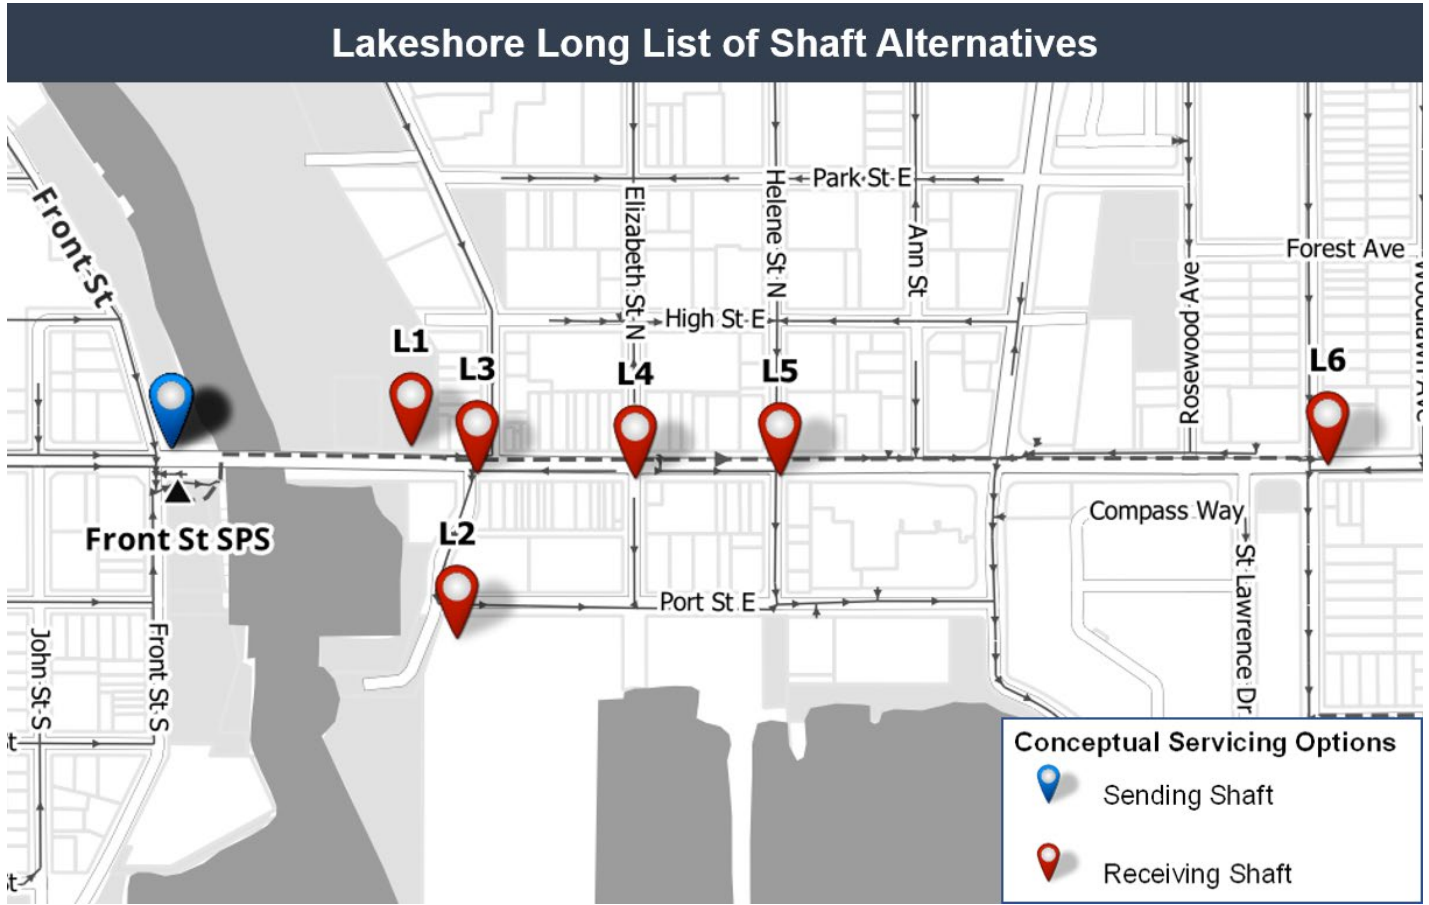 Lakeshore Long List of Shaft Alternatives
Park St E
Front St
Elizabeth St N
Helene St N
Ann St
Forest Ave
Rosewood Ave
Woodlawn Ave
High St E
L1
L3
L4
L5
L6
Compass Way
Front St SPS
L2
St Lawrence Dr
Port St E
John St S
Front St S
Conceptual Servicing Options
Sending Shaft
Receiving Shaft